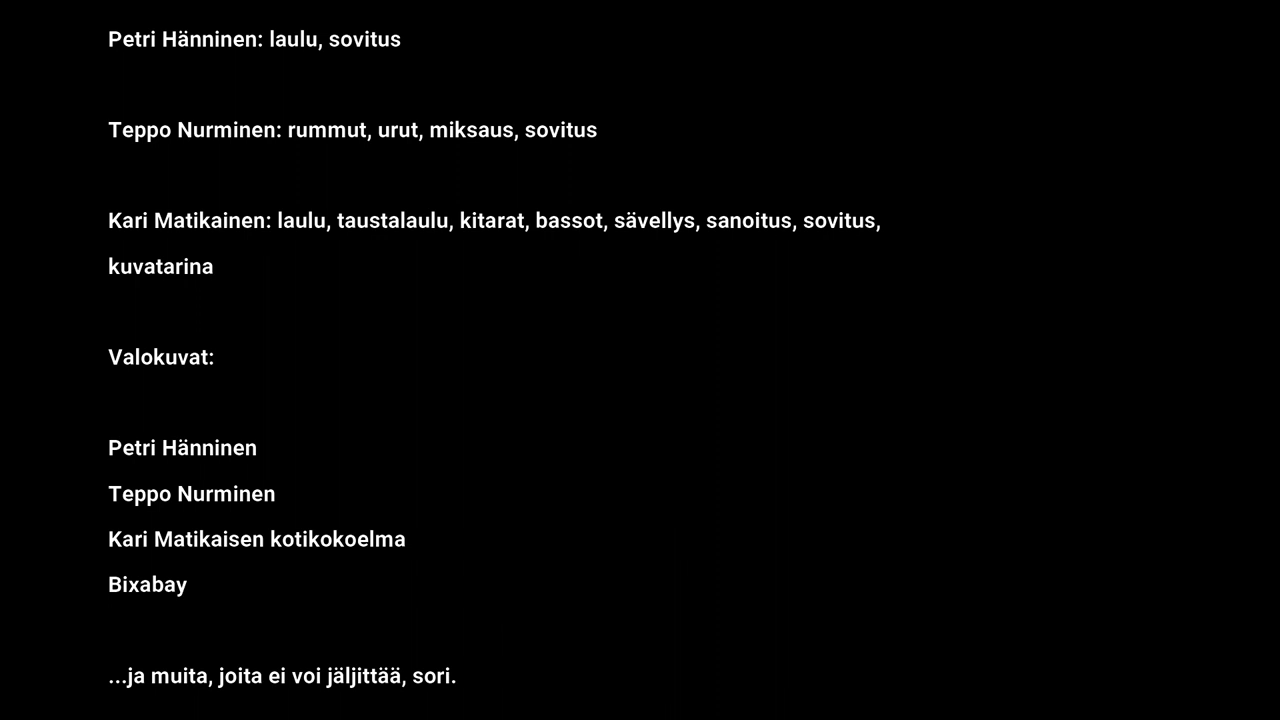 Petri Hänninen: laulu, sovitus
Teppo Nurminen: rummut, urut, miksaus, sovitus
Kari Matikainen: laulu, taustalaulu, kitarat, bassot, sävellys, sanoitus, sovitus,
kuvatarina
Valokuvat:
Petri Hänninen
Teppo Nurminen
Kari Matikaisen kotikokoelma
Bixabay
...ja muita, joita ei voi jäljittää, sori.